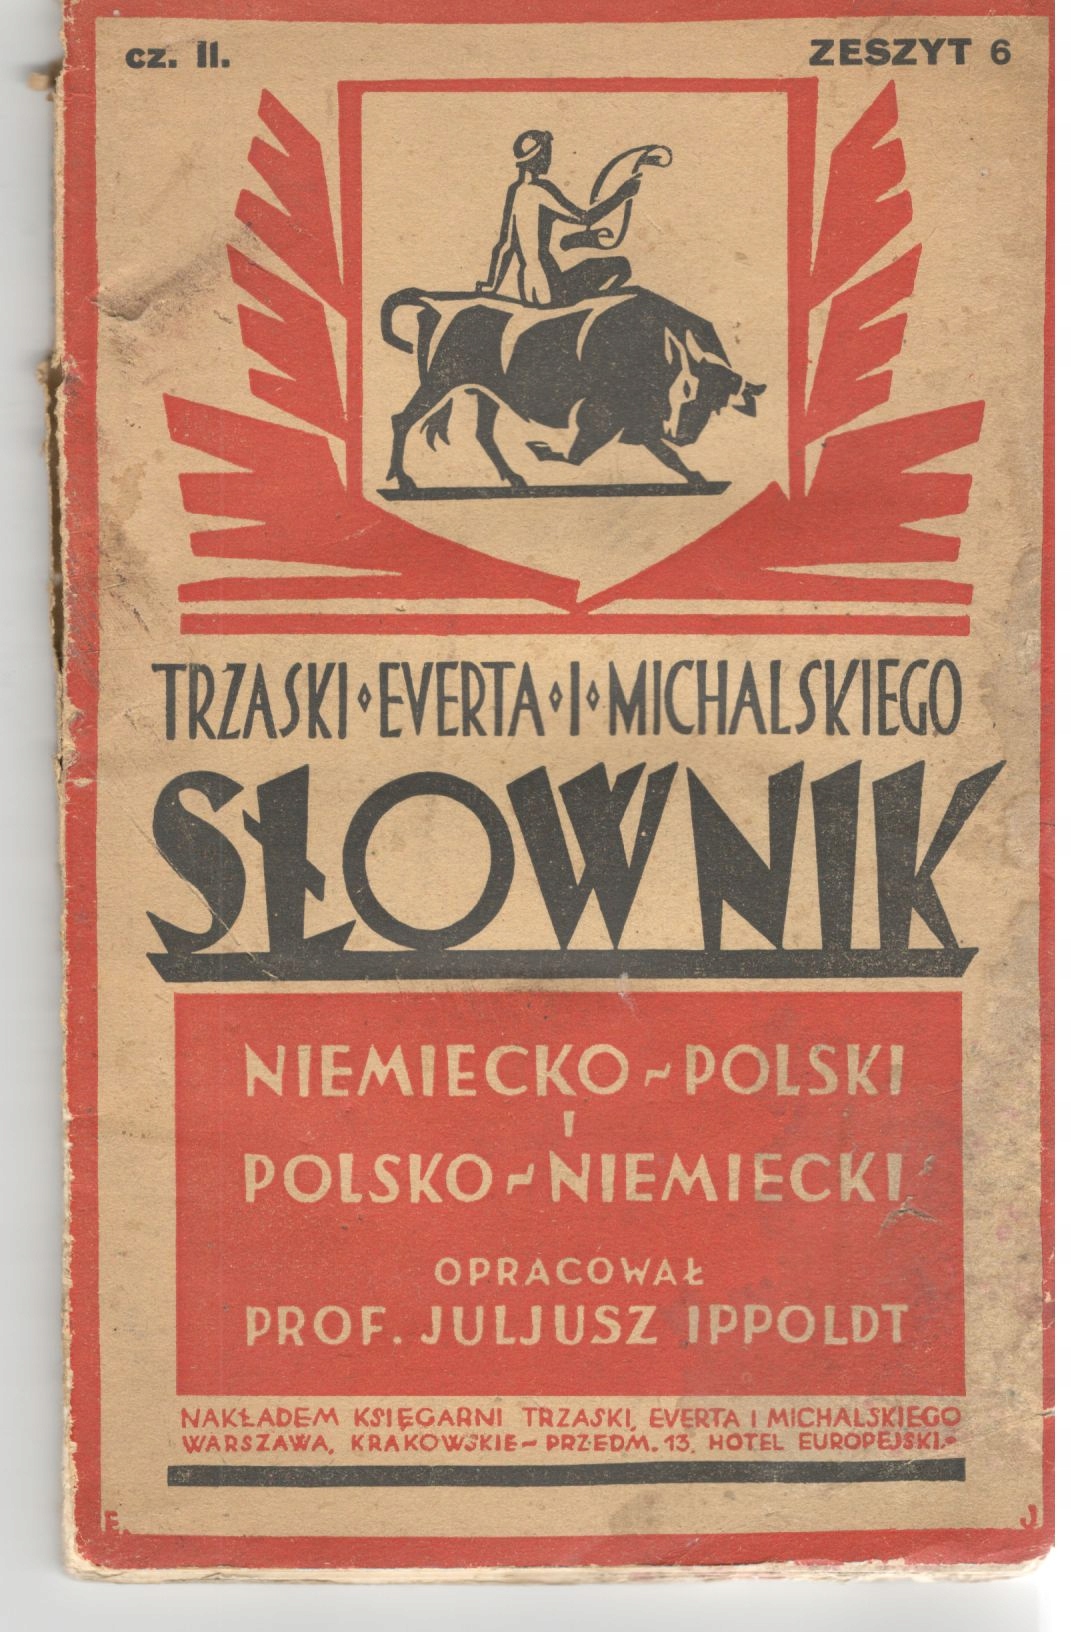 cz. II.
ZESZYT 6
TRZASKI ⬨ EVERTA ⬨ I ⬨ MICHALSKIEGO
SŁOWNIK
NIEMIECKO ~ POLSKI
I
POLSKO ~ NIEMIECKI
OPRACOWAŁ
PROF. JULJUSZ IPPOLDT
NAKŁADEM KSIĘGARNI TRZASKI, EVERTA I MICHALSKIEGO
WARSZAWA, KRAKOWSKIE – PRZEDM. 13, HOTEL EUROPEJSKI.–
E. J